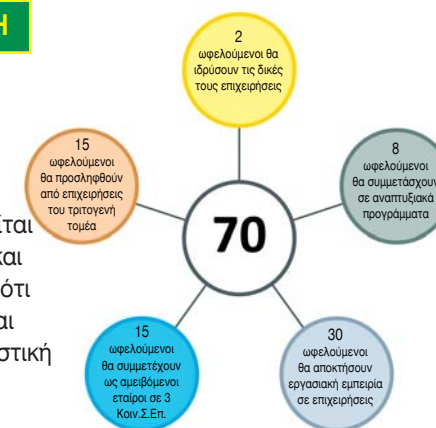 Η
2
ωφελούμενοι θα
ιδρύσουν τις δικές
τους επιχειρήσεις
15
ωφελούμενοι
θα προσληφθούν
από επιχειρήσεις
του τριτογενή
τομέα
8
ωφελούμενοι
θα συμμετάσχουν
σε αναπτυξιακά
προγράμματα
70
ίται
και
ότι
αι
στική
15
ωφελούμενοι
θα συμμετέχουν
ως αμειβόμενοι
εταίροι σε 3
Κοιν.Σ.Επ.
30
ωφελούμενοι
θα αποκτήσουν
εργασιακή εμπειρία
σε επιχειρήσεις